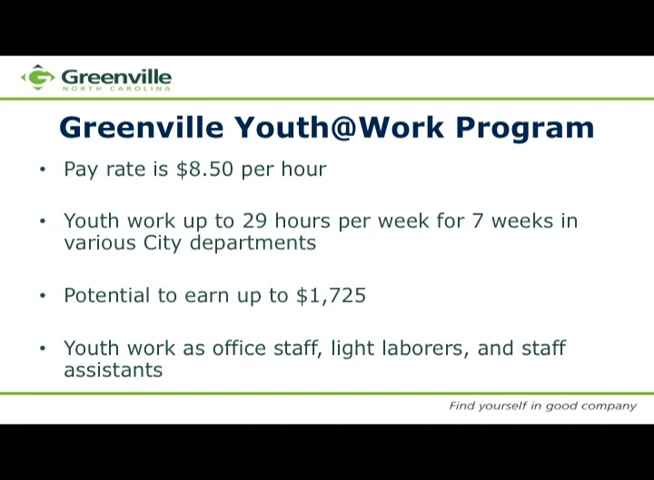 Greenville
NORTH CAROLINA
Greenville Youth@Work Program
• Pay rate is $8.50 per hour
• Youth work up to 29 hours per week for 7 weeks in
various City departments
• Potential to earn up to $1,725
• Youth work as office staff, light laborers, and staff
assistants
Find yourself in good company